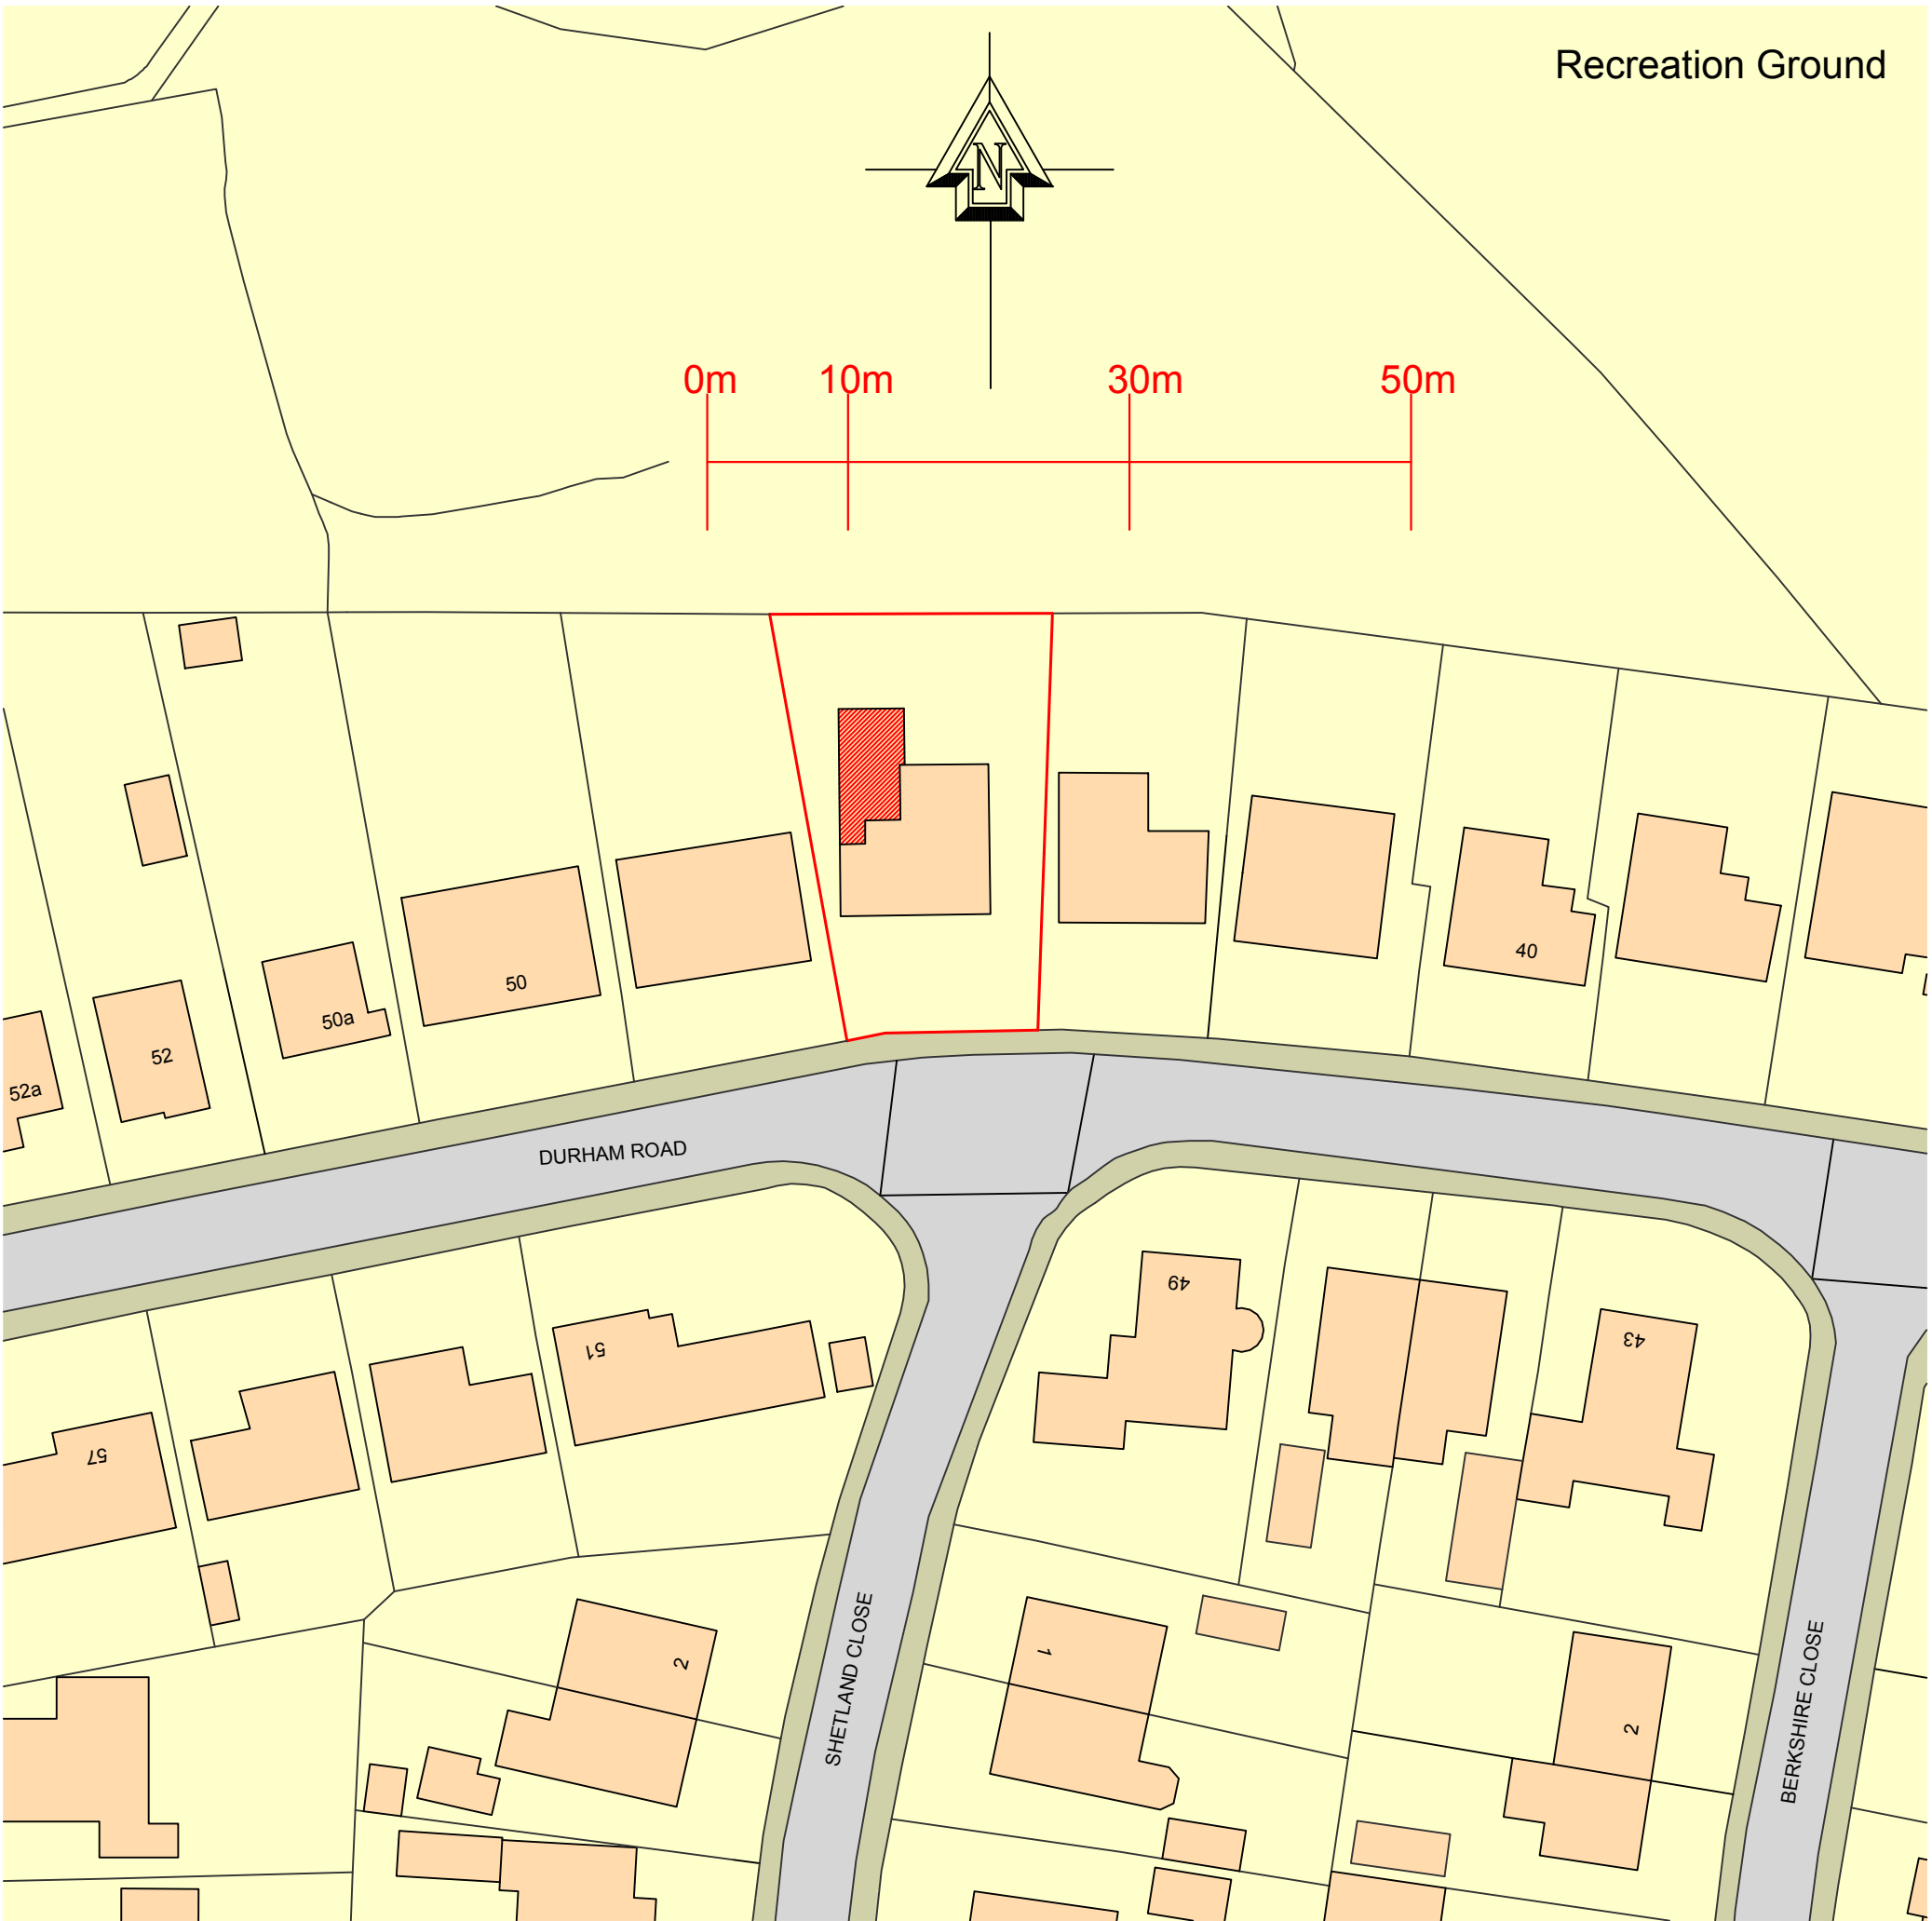 Recreation Ground
N
0m 10m 30m 50m
50
40
50a
52
52a
DURHAM ROAD
49
51
43
57
SHETLAND CLOSE
2
1
BERKSHIRE CLOSE
2